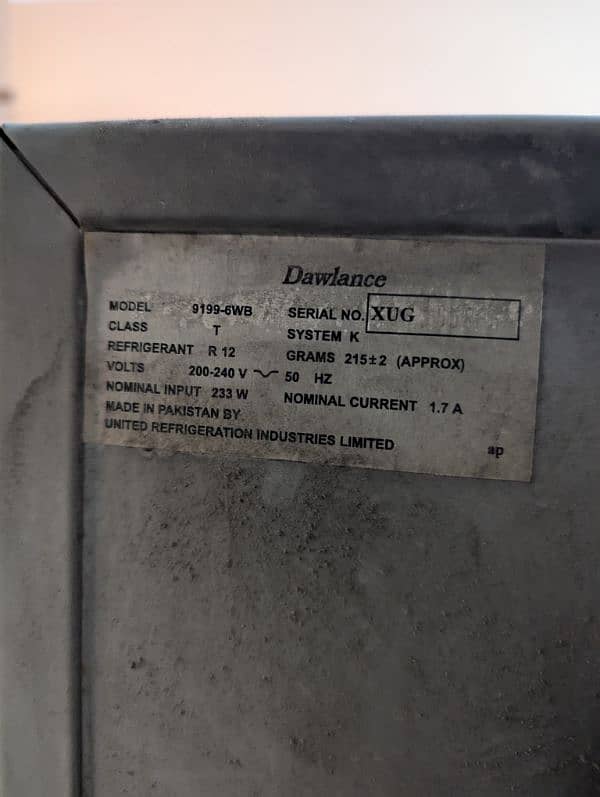 Dawlance
MODEL 9199-6WB SERIAL NO. XUG
CLASS T SYSTEM K
REFRIGERANT R 12 GRAMS 215±2 (APPROX)
VOLTS 200-240 V ~ 50 HZ
NOMINAL INPUT 233 W NOMINAL CURRENT 1.7 A
MADE IN PAKISTAN BY
UNITED REFRIGERATION INDUSTRIES LIMITED
ap